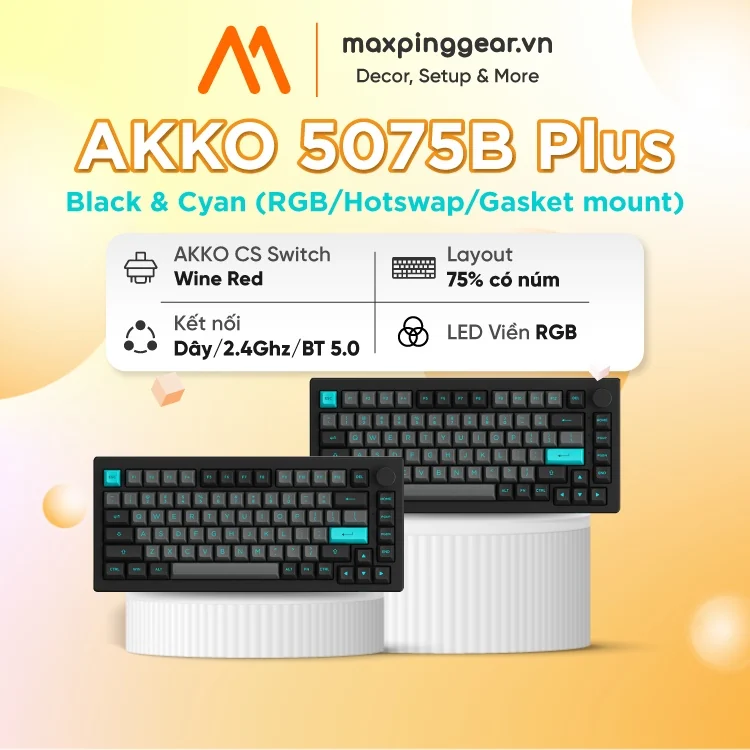 maxpinggear.vn
Decor, Setup & More
AKKO 5075B Plus
Black & Cyan (RGB/Hotswap/Gasket mount)
AKKO CS Switch
Wine Red
Layout
75% có núm
Kết nối
Dây/2.4Ghz/BT 5.0
LED Viền RGB